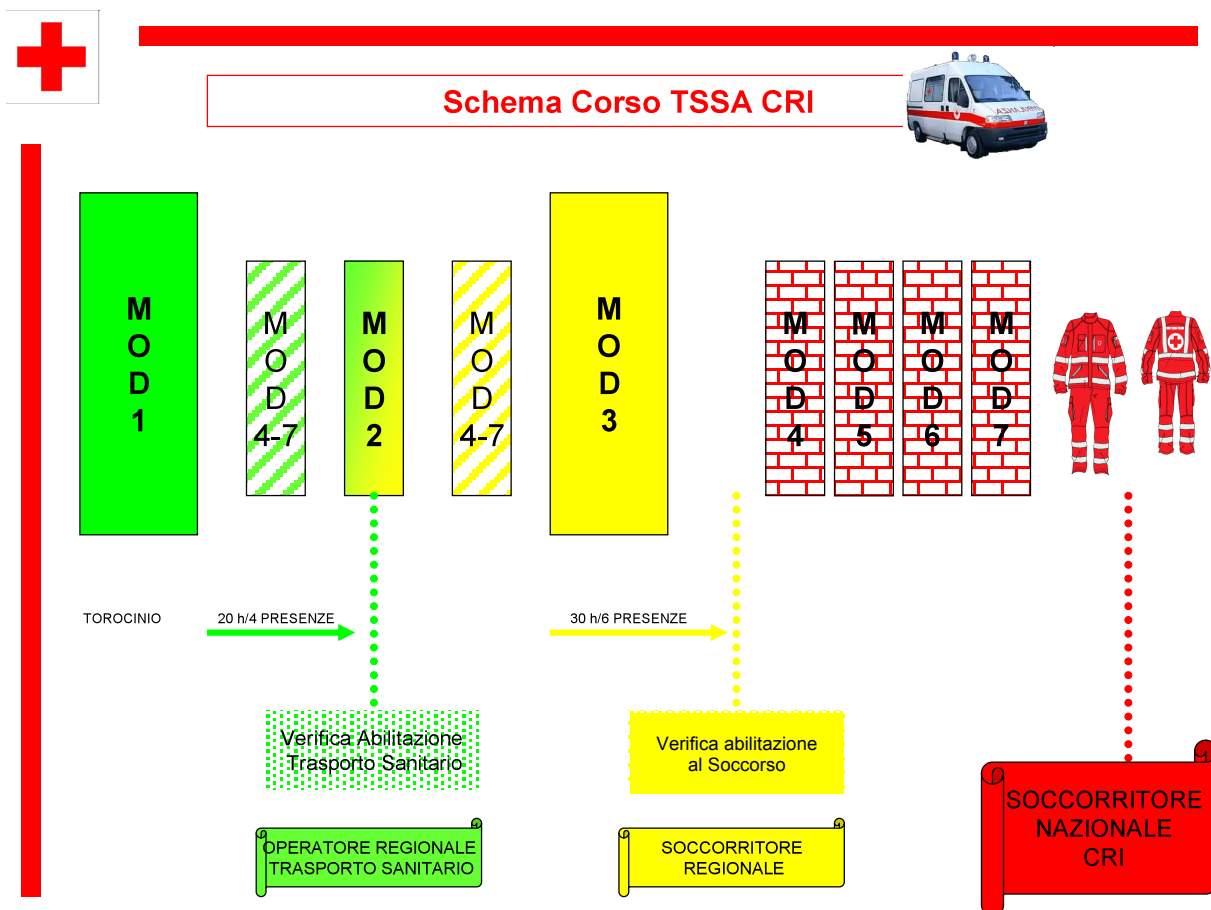 Schema Corso TSSA CRI
AMBULANZA
M
O
D
1
M
O
D
4-7
M
O
D
2
M
O
D
4-7
M
O
D
3
M
O
D
4
M
O
D
5
M
O
D
6
M
O
D
7
TOROCINIO
20 h/4 PRESENZE
30 h/6 PRESENZE
Verifica Abilitazione
Trasporto Sanitario
Verifica abilitazione
al Soccorso
OPERATORE REGIONALE
TRASPORTO SANITARIO
SOCCORRITORE
REGIONALE
SOCCORRITORE
NAZIONALE
CRI